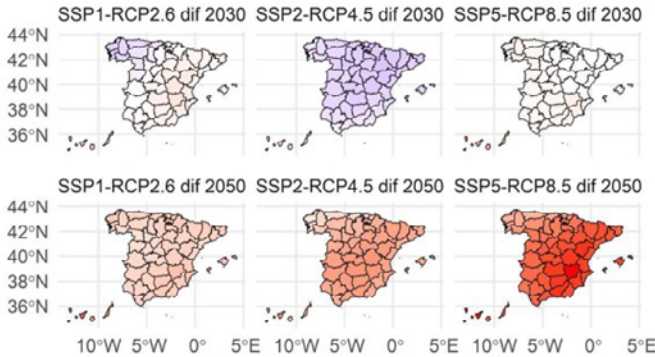 SSP1-RCP2.6 dif 2030 SSP2-RCP4.5 dif 2030 SSP5-RCP8.5 dif 2030
44°N
42°N
40°N
38°N
36°N
SSP1-RCP2.6 dif 2050 SSP2-RCP4.5 dif 2050 SSP5-RCP8.5 dif 2050
44°N
42°N
40°N
38°N
36°N
10°W 5°W 0° 5°E 10°W 5°W 0° 5°E 10°W 5°W 0° 5°E